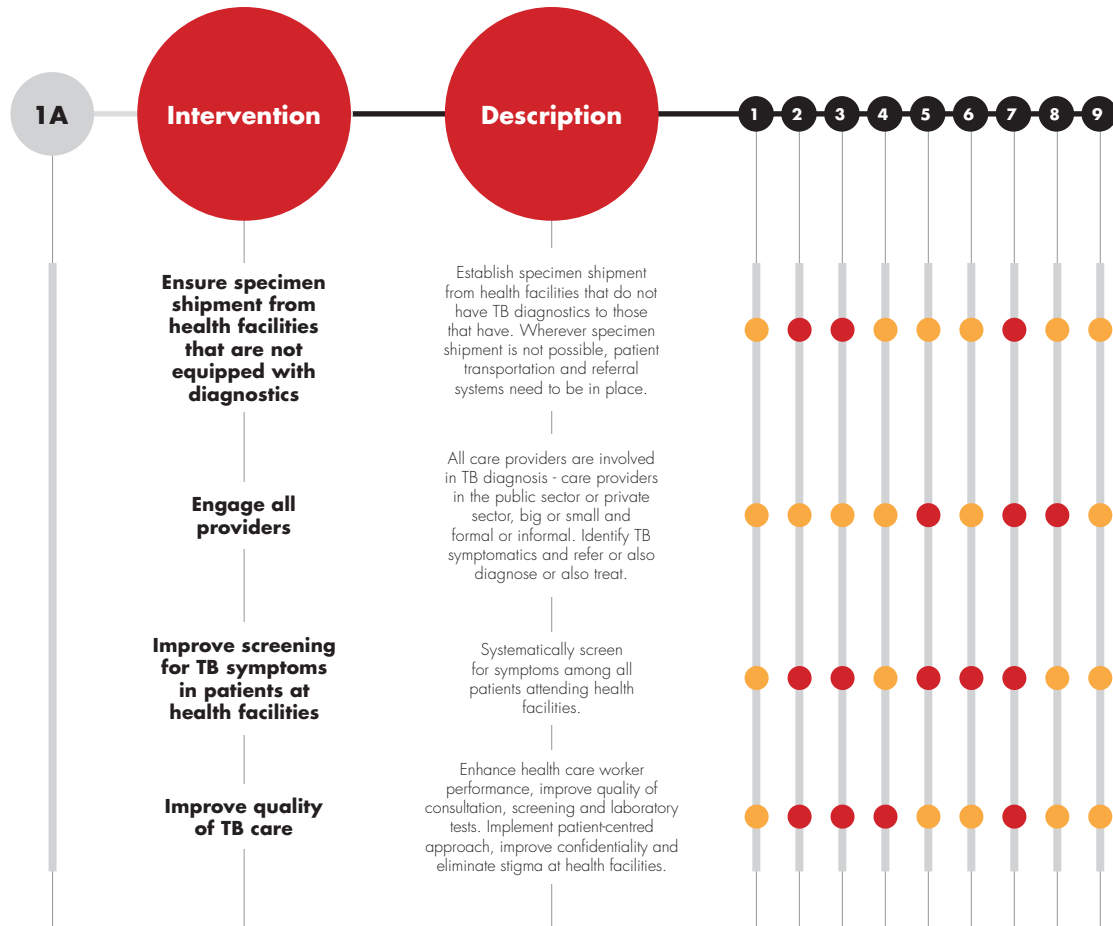 1A
Intervention
Description
1 2 3 4 5 6 7 8 9
Ensure specimen
shipment from
health facilities
that are not
equipped with
diagnostics
Establish specimen shipment
from health facilities that do not
have TB diagnostics to those
that have. Wherever specimen
shipment is not possible, patient
transportation and referral
systems need to be in place.
Engage all
providers
All care providers are involved
in TB diagnosis - care providers
in the public sector or private
sector, big or small and
formal or informal. Identify TB
symptomatics and refer or also
diagnose or also treat.
Improve screening
for TB symptoms
in patients at
health facilities
Systematically screen
for symptoms among all
patients attending health
facilities.
Improve quality
of TB care
Enhance health care worker
performance, improve quality of
consultation, screening and laboratory
tests. Implement patient-centred
approach, improve confidentiality and
eliminate stigma at health facilities.